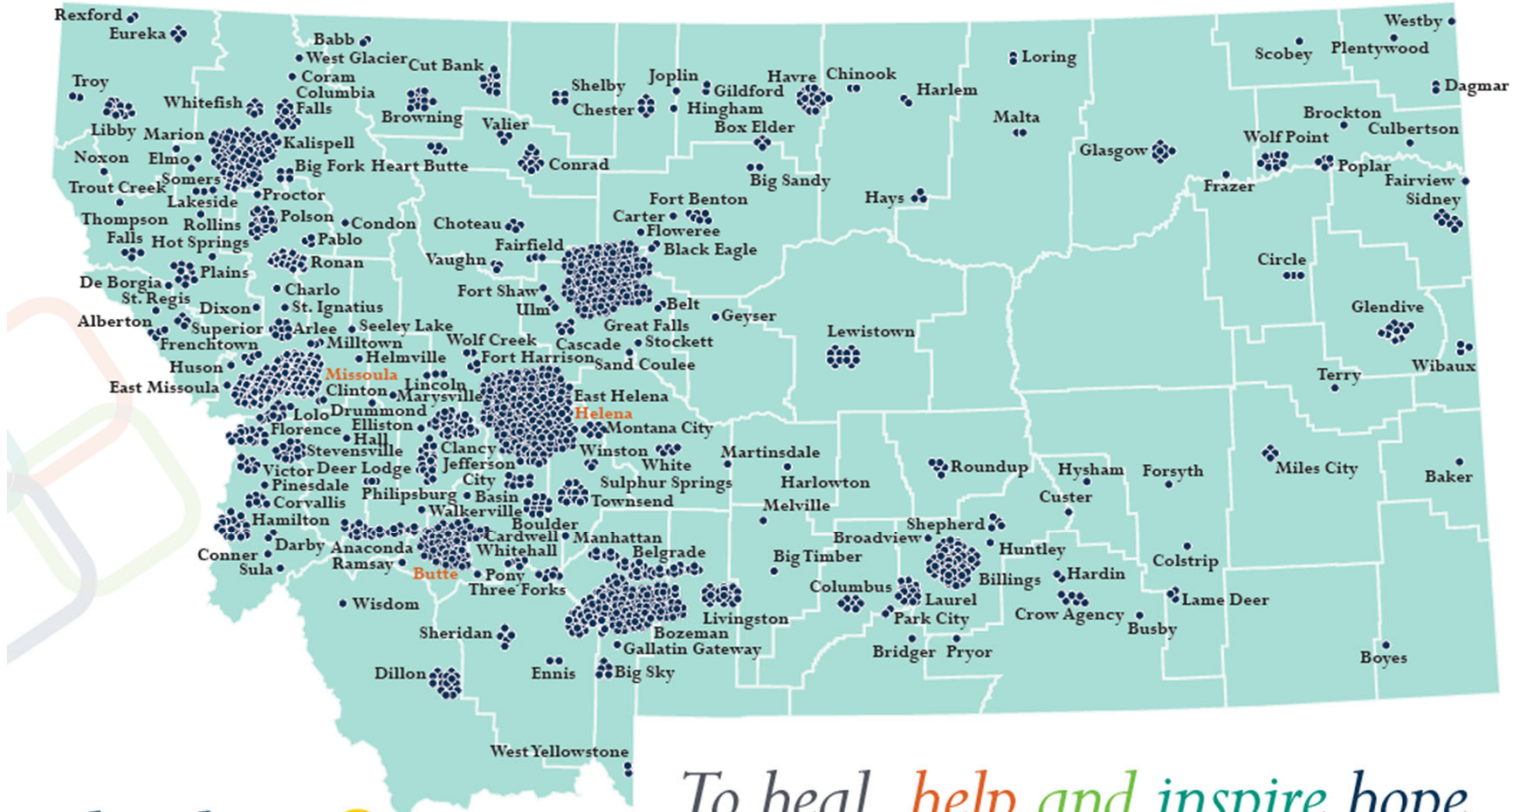 Rexford
Eureka
Babb
West Glacier
Cut Bank
Coram
Columbia
Falls
Troy
Libby
Whitefish
Browning
Shelby
Chester
Joplin
Gildford
Hingham
Havre
Chinook
Harlem
Loring
Malta
Scobey
Plentywood
Westby
Dagmar
Brockton
Culbertson
Wolf Point
Poplar
Fairview
Sidney
Glasgow
Frazer
Box Elder
Big Sandy
Hays
Valier
Conrad
Marion
Kalispell
Noxon
Elmo
Somers
Big Fork
Heart Butte
Trout Creek
Lakeside
Proctor
Thompson
Falls
Rollins
Polson
Condon
Choteau
Fort Benton
Carter
Floweree
Black Eagle
Hot Springs
Pablo
Fairfield
Vaughn
Plains
Ronan
De Borgia
St. Regis
Dixon
Charlo
St. Ignatius
Fort Shaw
Ulm
Belt
Geyser
Great Falls
Alberton
Superior
Arlee
Seeley Lake
Frenchtown
Milltown
Wolf Creek
Cascade
Stockett
Lewistown
Circle
Glendive
Wibaux
Terry
Huson
Helmville
Fort Harrison
Sand Coulee
East Missoula
Missoula
Lincoln
Clinton
Marysville
East Helena
Helena
Lolo
Drummond
Florence
Elliston
Montana City
Hall
Stevensville
Clancy
Winston
White
Sulphur Springs
Martinsdale
Harlowton
Roundup
Hysham
Forsyth
Miles City
Baker
Victor
Deer Lodge
Jefferson
City
Pinesdale
Philipsburg
Basin
Townsend
Melville
Custer
Corvallis
Walkerville
Hamilton
Boulder
Shepherd
Broadview
Darby
Anaconda
Cardwell
Manhattan
Huntley
Conner
Sula
Ramsay
Butte
Whitehall
Belgrade
Big Timber
Billings
Hardin
Colstrip
Pony
Three Forks
Columbus
Laurel
Lame Deer
Wisdom
Livingston
Park City
Crow Agency
Busby
Sheridan
Bozeman
Gallatin Gateway
Bridger
Pryor
Boyes
Dillon
Ennis
Big Sky
West Yellowstone
To heal, help and inspire hope